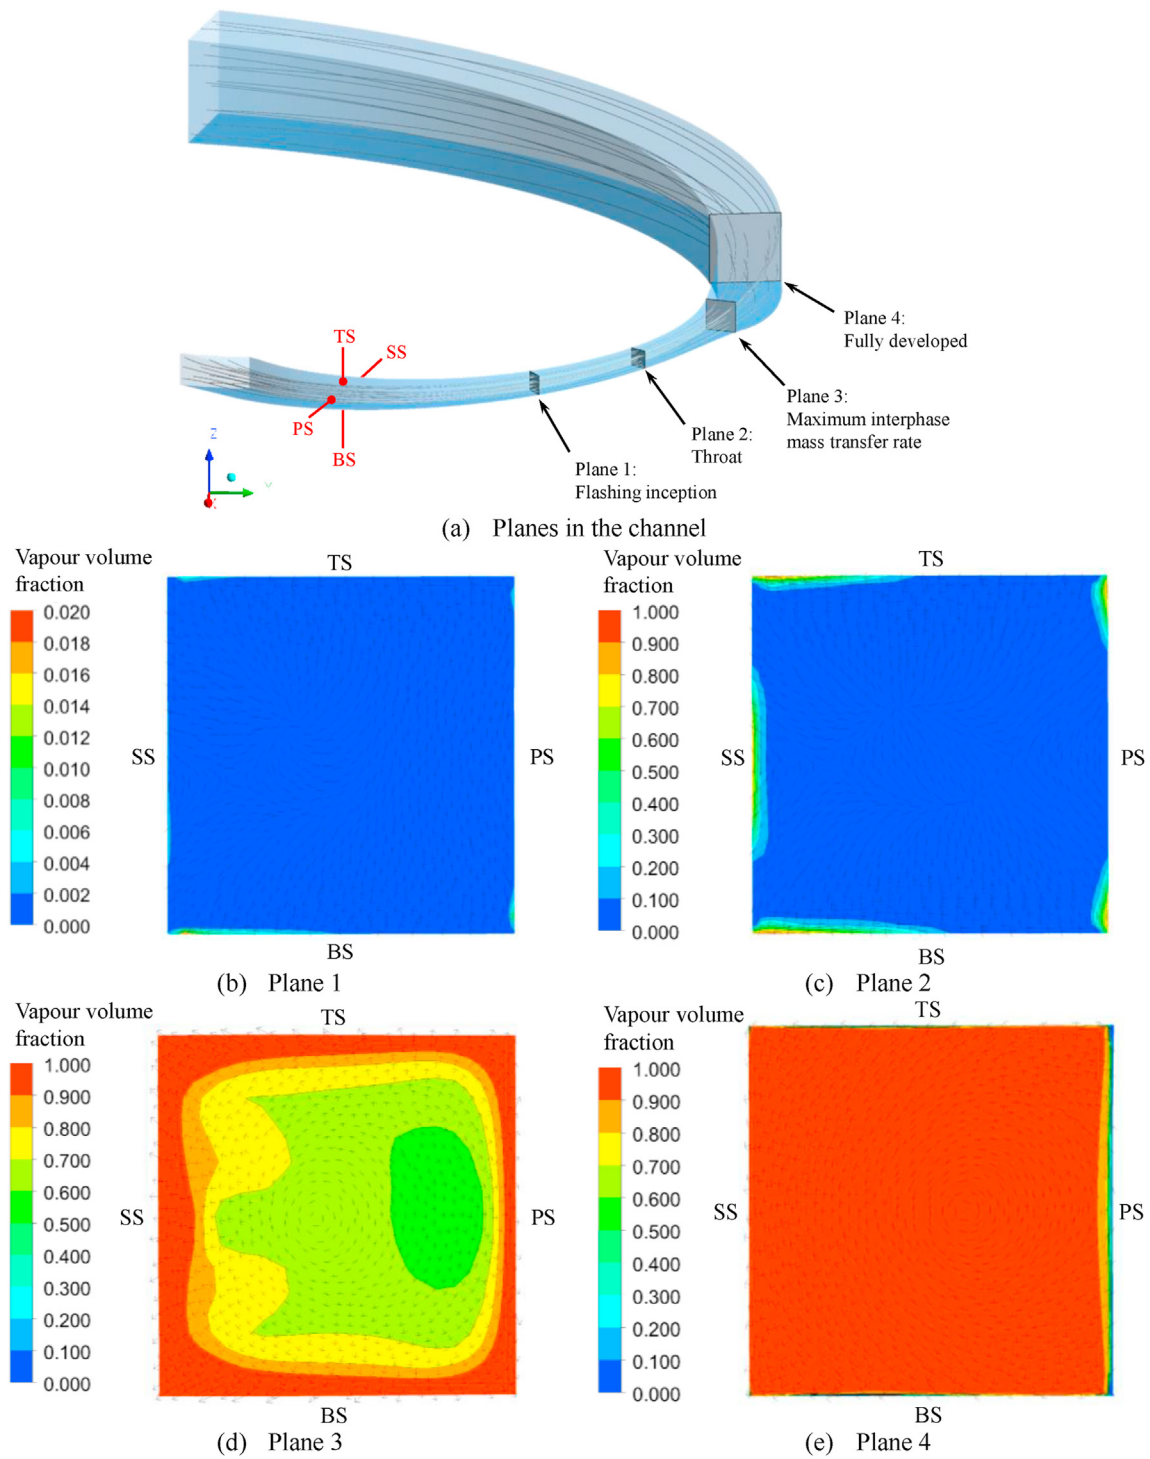 TS
SS
PS
BS
Z
Y
Plane 4:
Fully developed
Plane 3:
Maximum interphase
mass transfer rate
Plane 2:
Throat
Plane 1:
Flashing inception
(a) Planes in the channel
Vapour volume
fraction
0.020
0.018
0.016
0.014
0.012
0.010
0.008
0.006
0.004
0.002
0.000
TS
SS
PS
BS
(b) Plane 1
Vapour volume
fraction
1.000
0.900
0.800
0.700
0.600
0.500
0.400
0.300
0.200
0.100
0.000
TS
SS
PS
BS
(c) Plane 2
Vapour volume
fraction
1.000
0.900
0.800
0.700
0.600
0.500
0.400
0.300
0.200
0.100
0.000
TS
SS
PS
BS
(d) Plane 3
Vapour volume
fraction
1.000
0.900
0.800
0.700
0.600
0.500
0.400
0.300
0.200
0.100
0.000
TS
SS
PS
BS
(e) Plane 4